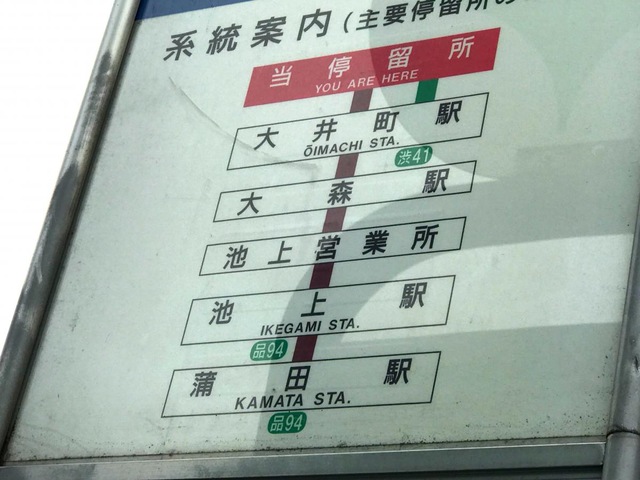 系統案内（主要停留所の
当停留所
YOU ARE HERE
大井町駅
ŌIMACHI STA.
渋41
大森駅
池上営業所
池上駅
IKEGAMI STA.
品94
蒲田駅
KAMATA STA.
品94